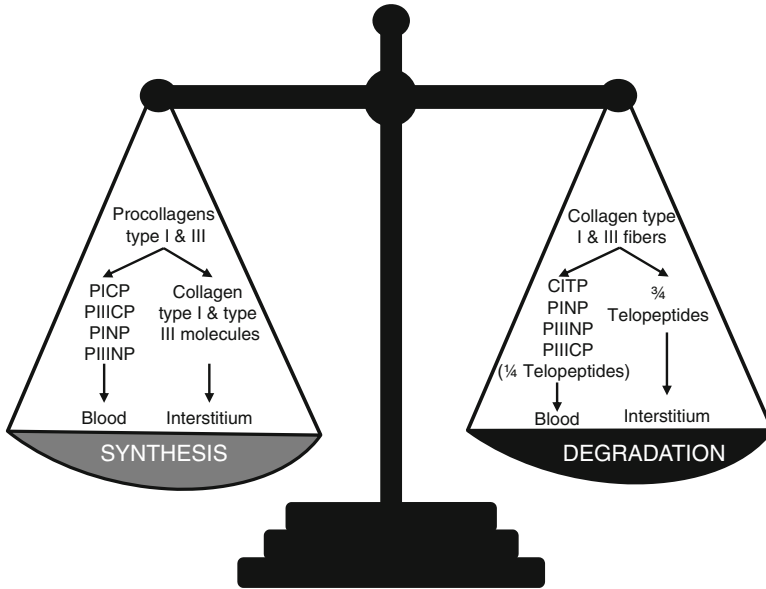 Procollagens
type I & III
PICP
PIIICP
PINP
PIIINP
Collagen
type I & type
III molecules
Blood
Interstitium
SYNTHESIS
Collagen type
I & III fibers
CITP
PINP
PIIINP
PIIICP
(¼ Telopeptides)
¾
Telopeptides
Blood
Interstitium
DEGRADATION